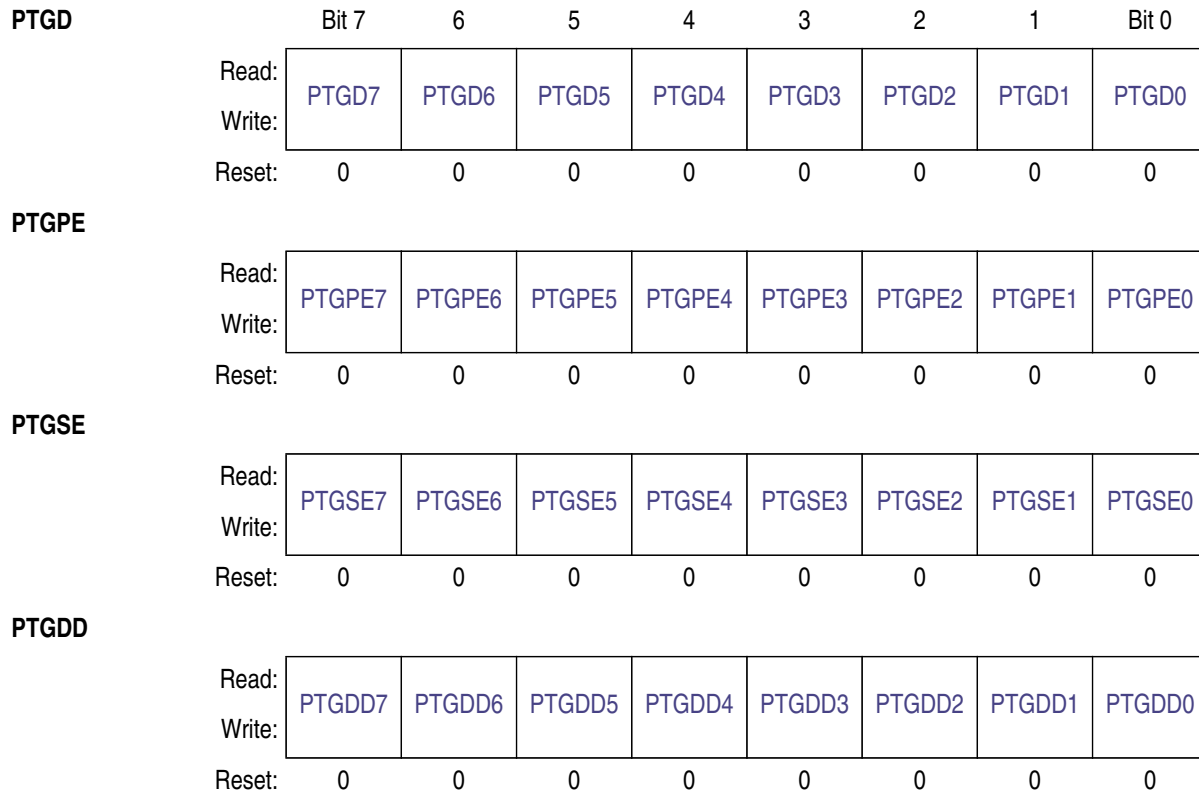 PTGD Bit 7 6 5 4 3 2 1 Bit 0
Read:
PTGD7 PTGD6 PTGD5 PTGD4 PTGD3 PTGD2 PTGD1 PTGD0
Write:
Reset: 0 0 0 0 0 0 0 0
PTGPE
Read:
PTGPE7 PTGPE6 PTGPE5 PTGPE4 PTGPE3 PTGPE2 PTGPE1 PTGPE0
Write:
Reset: 0 0 0 0 0 0 0 0
PTGSE
Read:
PTGSE7 PTGSE6 PTGSE5 PTGSE4 PTGSE3 PTGSE2 PTGSE1 PTGSE0
Write:
Reset: 0 0 0 0 0 0 0 0
PTGDD
Read:
PTGDD7 PTGDD6 PTGDD5 PTGDD4 PTGDD3 PTGDD2 PTGDD1 PTGDD0
Write:
Reset: 0 0 0 0 0 0 0 0